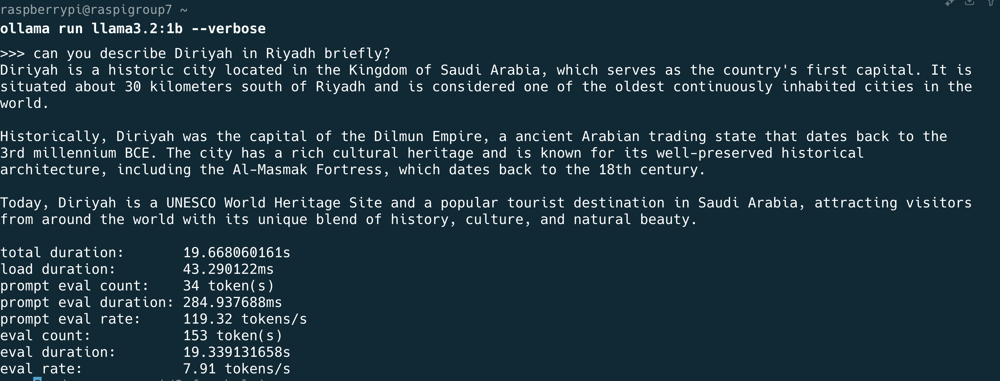 raspberrypi@raspigroup7 ~
ollama run llama3.2:1b --verbose
>>> can you describe Diriyah in Riyadh briefly?
Diriyah is a historic city located in the Kingdom of Saudi Arabia, which serves as the country's first capital. It is
situated about 30 kilometers south of Riyadh and is considered one of the oldest continuously inhabited cities in the
world.
Historically, Diriyah was the capital of the Dilmun Empire, a ancient Arabian trading state that dates back to the
3rd millennium BCE. The city has a rich cultural heritage and is known for its well-preserved historical
architecture, including the Al-Masmak Fortress, which dates back to the 18th century.
Today, Diriyah is a UNESCO World Heritage Site and a popular tourist destination in Saudi Arabia, attracting visitors
from around the world with its unique blend of history, culture, and natural beauty.
total duration: 19.668060161s
load duration: 43.290122ms
prompt eval count: 34 token(s)
prompt eval duration: 284.937688ms
prompt eval rate: 119.32 tokens/s
eval count: 153 token(s)
eval duration: 19.339131658s
eval rate: 7.91 tokens/s